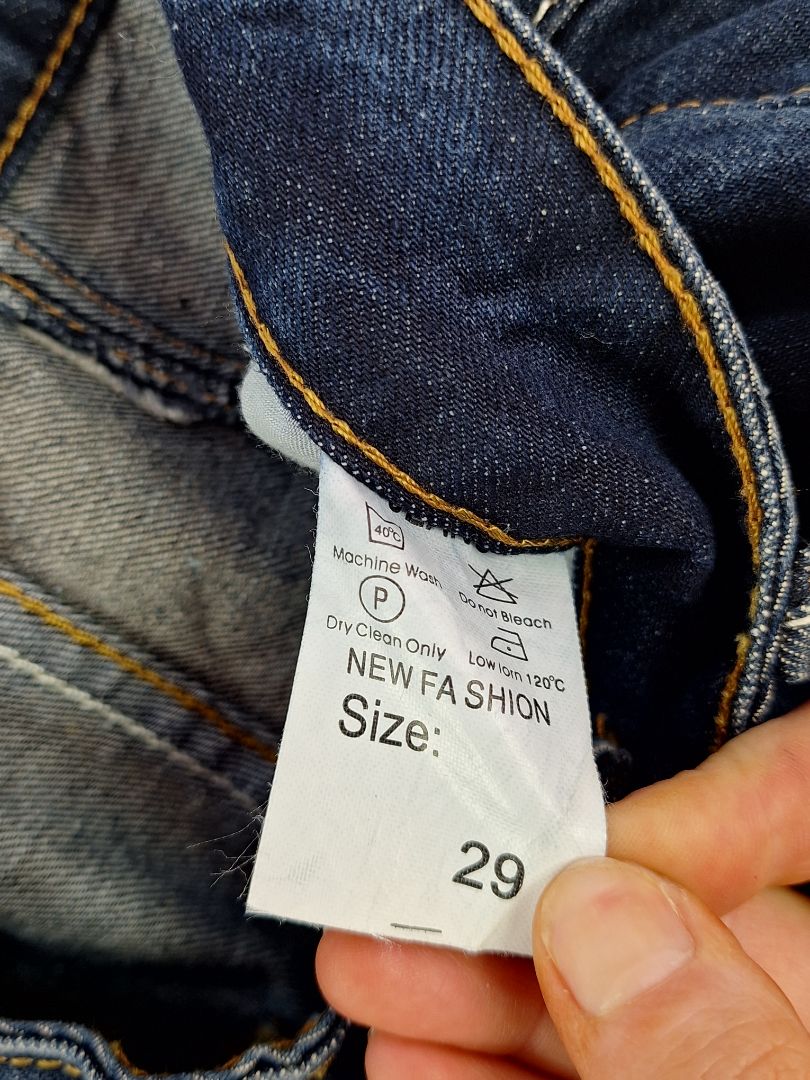 40°C
Machine Wash
Do not Bleach
P
Dry Clean Only
Low Iorn 120°C
NEW FA SHION
Size:
29